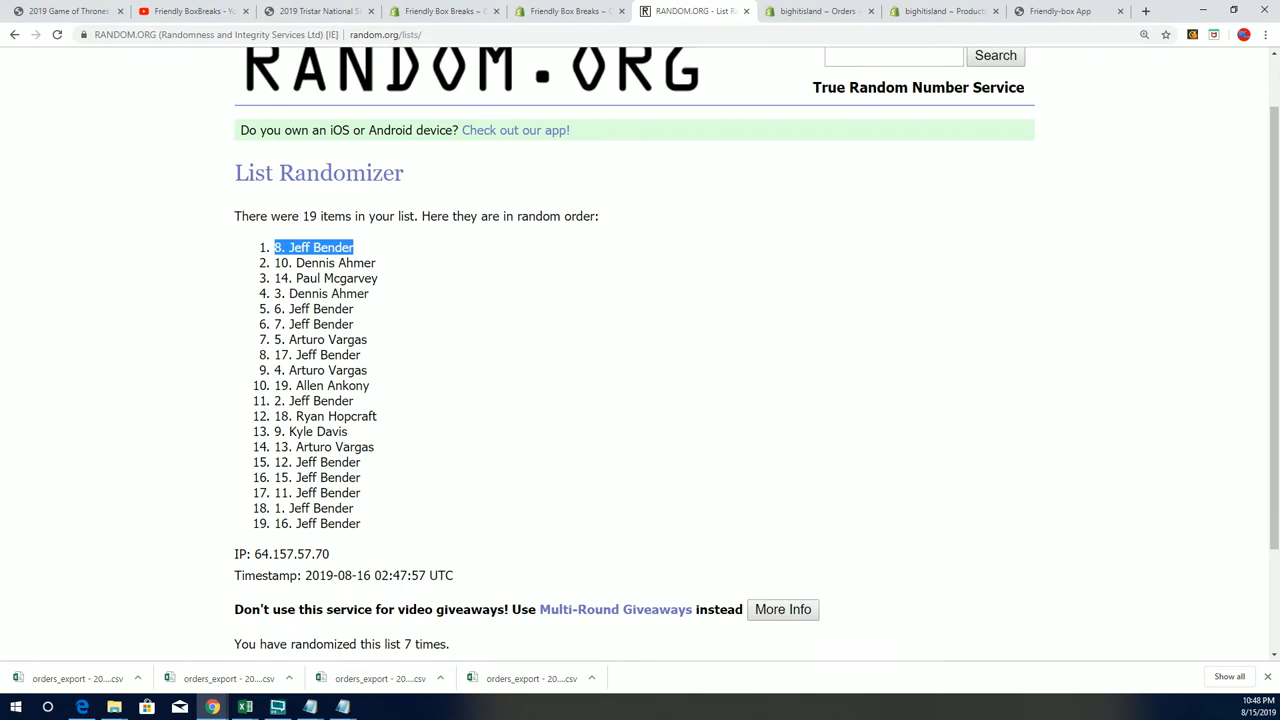 2019 Game of Thrones
Friendly BoxBreaks - Yo
2019 Tristar National S
Friendly Box Breaks ~ C
Friendly Box Breaks ~ C
RANDOM.ORG - List R
bighitisland ~ Orders ~
bighitisland ~ Product
Friendly-box App
RANDOM.ORG (Randomness and Integrity Services Ltd) [IE] | random.org/lists/
RANDOM.ORG
Search
True Random Number Service
Do you own an iOS or Android device? Check out our app!
List Randomizer
There were 19 items in your list. Here they are in random order:
1. 8. Jeff Bender
2. 10. Dennis Ahmer
3. 14. Paul Mcgarvey
4. 3. Dennis Ahmer
5. 6. Jeff Bender
6. 7. Jeff Bender
7. 5. Arturo Vargas
8. 17. Jeff Bender
9. 4. Arturo Vargas
10. 19. Allen Ankony
11. 2. Jeff Bender
12. 18. Ryan Hopcraft
13. 9. Kyle Davis
14. 13. Arturo Vargas
15. 12. Jeff Bender
16. 15. Jeff Bender
17. 11. Jeff Bender
18. 1. Jeff Bender
19. 16. Jeff Bender
IP: 64.157.57.70
Timestamp: 2019-08-16 02:47:57 UTC
Don't use this service for video giveaways! Use Multi-Round Giveaways instead More Info
You have randomized this list 7 times.
orders_export - 20....csv
orders_export - 20....csv
orders_export - 20....csv
orders_export - 20....csv
Show all
10:48 PM
8/15/2019